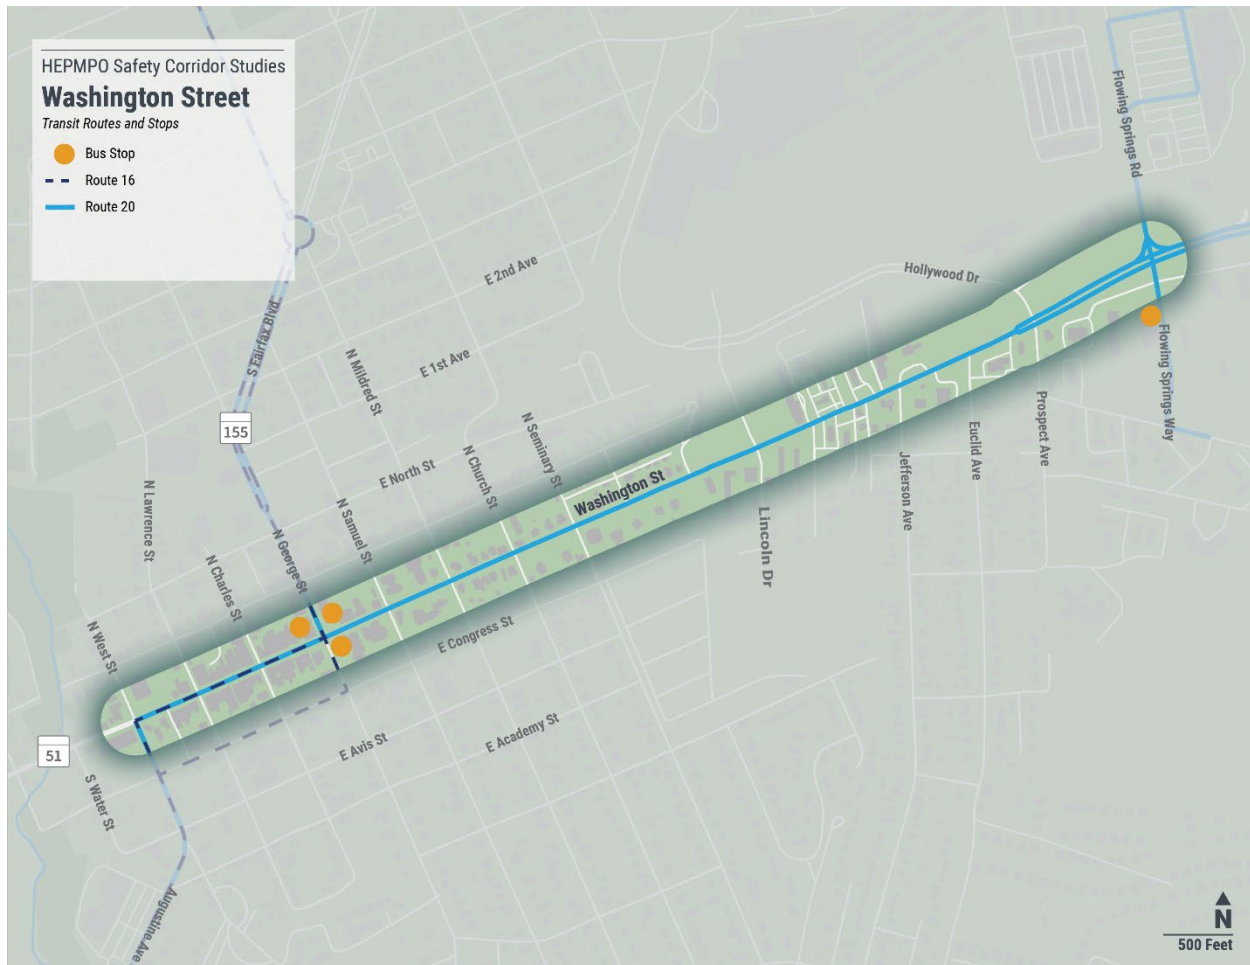 HEPMPO Safety Corridor Studies
Washington Street
Transit Routes and Stops
Bus Stop
Route 16
Route 20
Flowing Springs Rd
Hollywood Dr
E 2nd Ave
S Fairfax Blvd
N Mildred St
E 1st Ave
Flowing Springs Way
155
Prospect Ave
N Seminary St
Euclid Ave
N Church St
E North St
Jefferson Ave
Washington St
N Lawrence St
N Samuel St
Lincoln Dr
N George St
N Charles St
N West St
E Congress St
51
E Avis St
E Academy St
S Water St
Augustine Ave
N
500 Feet